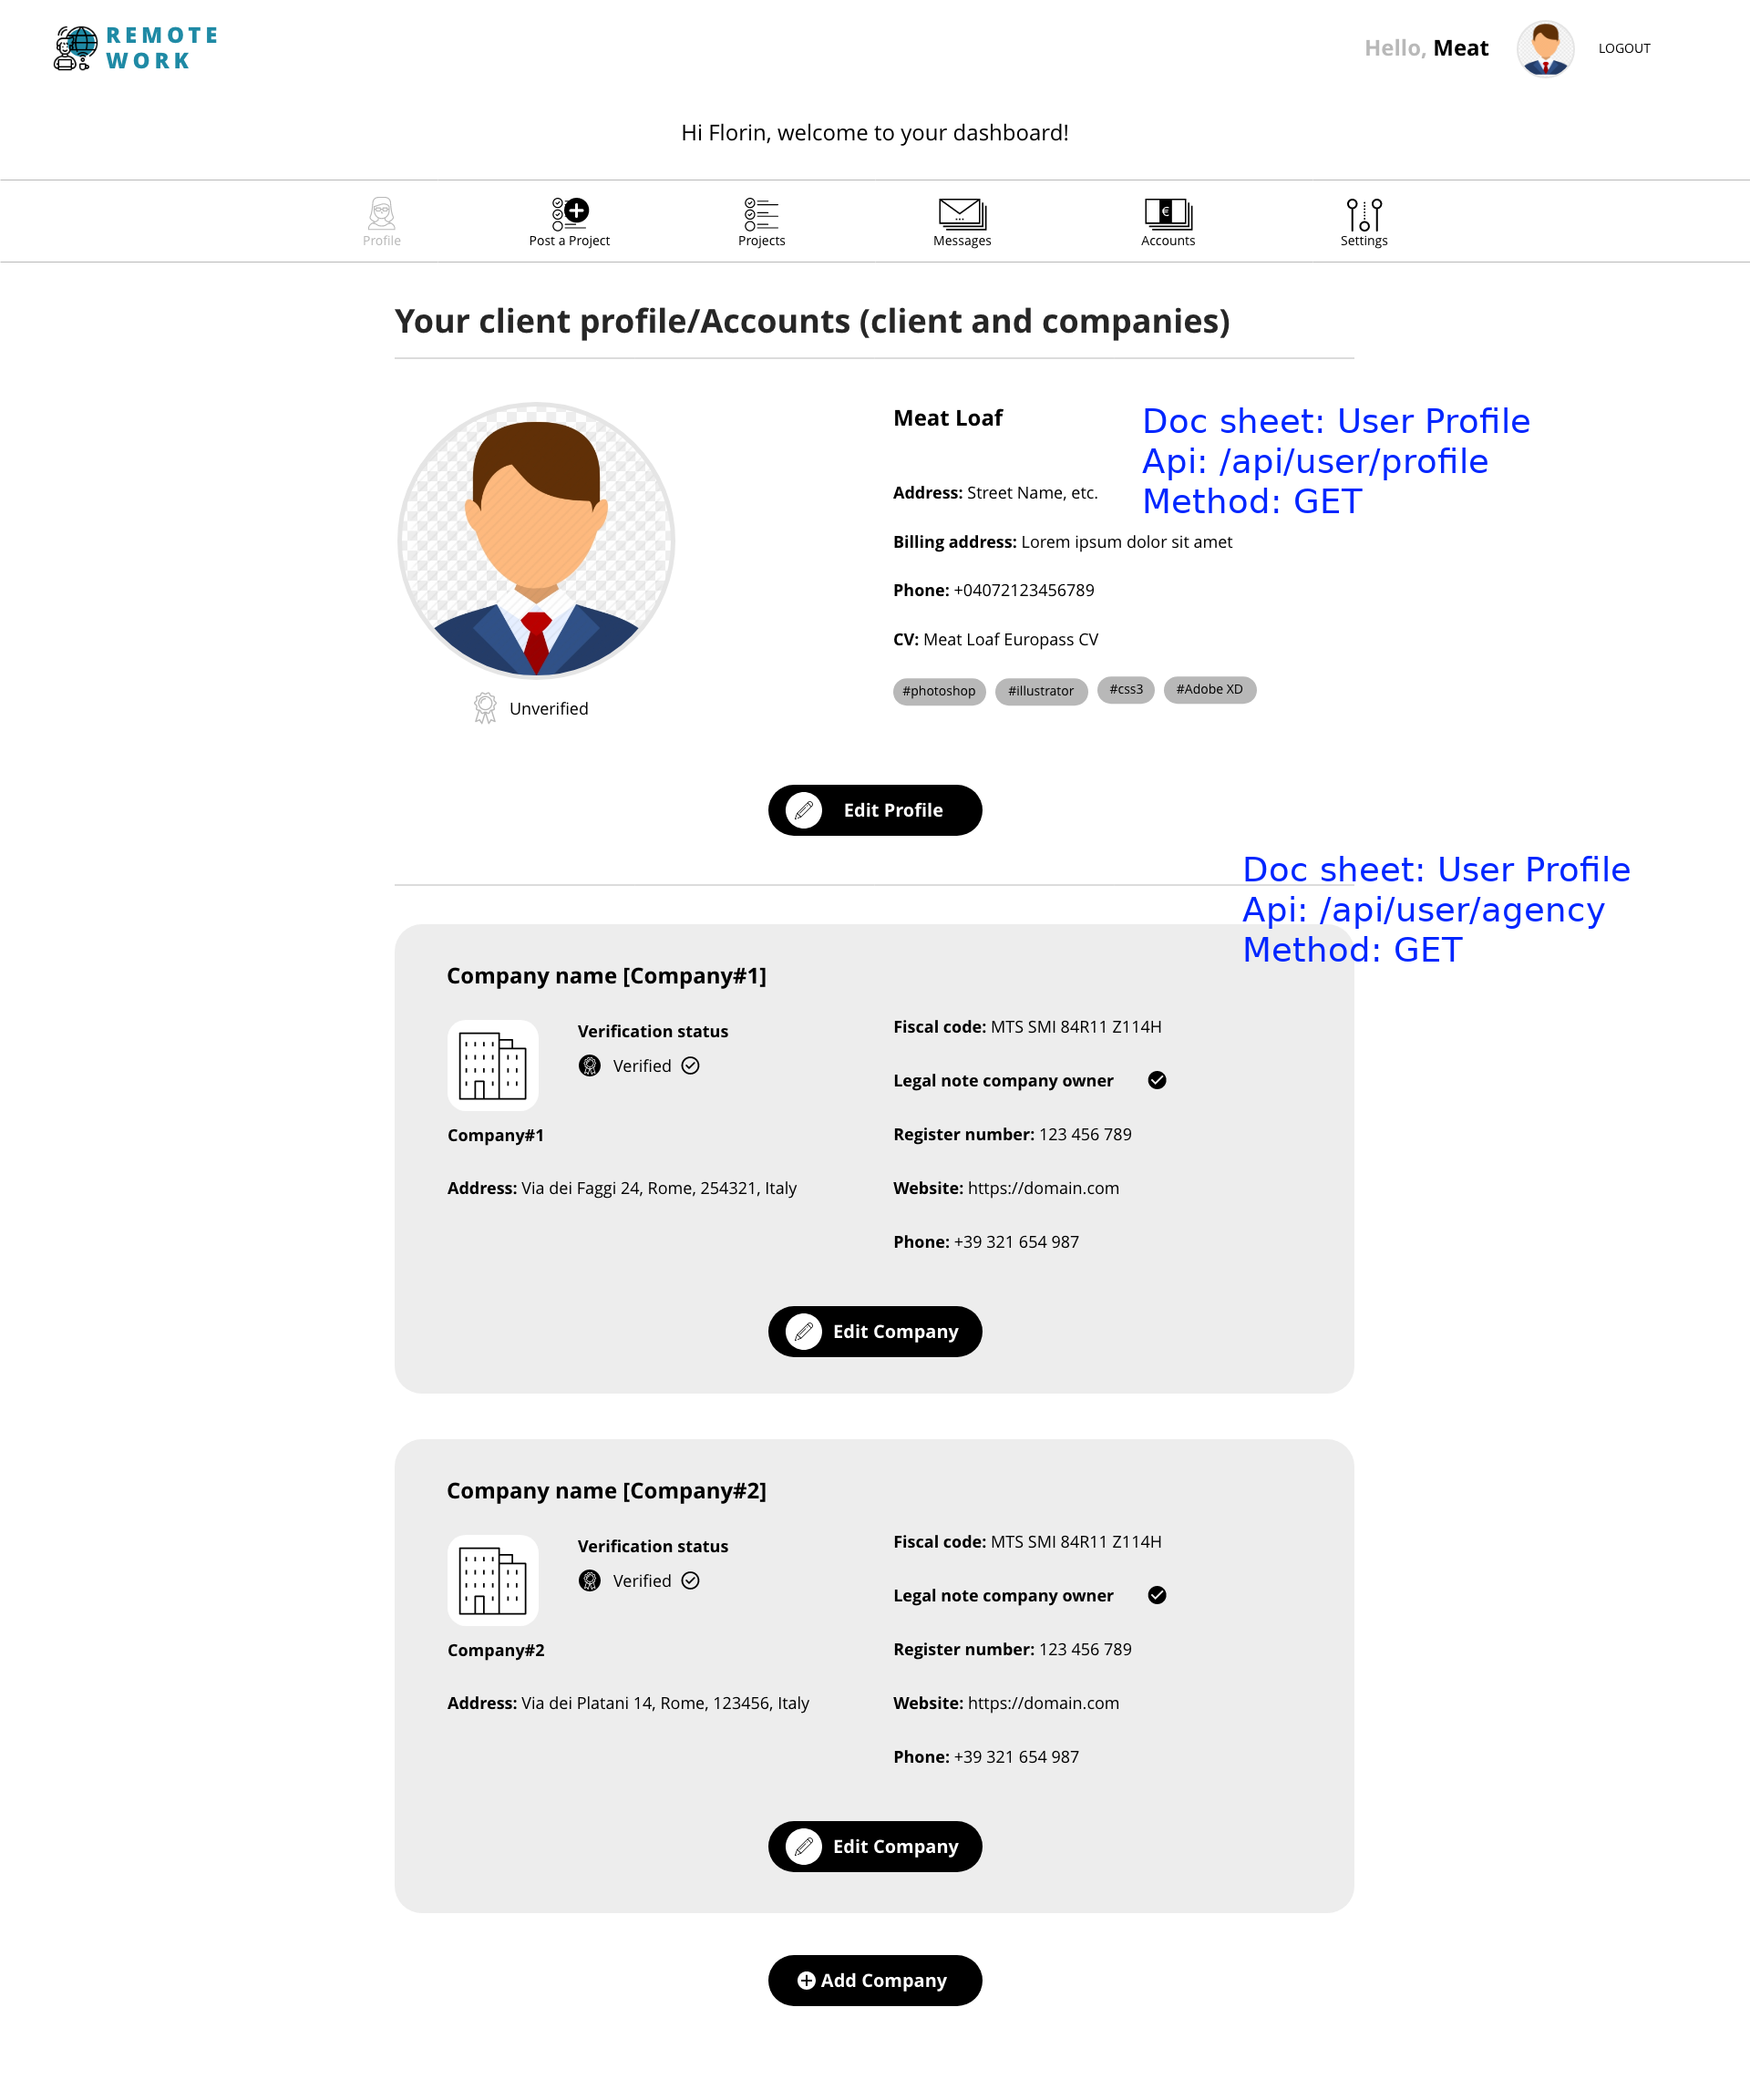 REMOTE
WORK
Hello, Meat
LOGOUT
Hi Florin, welcome to your dashboard!
Profile
Post a Project
Projects
Messages
€
Accounts
Settings
Your client profile/Accounts (client and companies)
Meat Loaf
Doc sheet: User Profile
Api: /api/user/profile
Method: GET
Address: Street Name, etc.
Billing address: Lorem ipsum dolor sit amet
Phone: +04072123456789
CV: Meat Loaf Europass CV
#photoshop
#illustrator
#css3
#Adobe XD
Unverified
Edit Profile
Doc sheet: User Profile
Api: /api/user/agency
Method: GET
Company name [Company#1]
Verification status
Verified
Company#1
Address: Via dei Faggi 24, Rome, 254321, Italy
Fiscal code: MTS SMI 84R11 Z114H
Legal note company owner
Register number: 123 456 789
Website: https://domain.com
Phone: +39 321 654 987
Edit Company
Company name [Company#2]
Verification status
Verified
Company#2
Address: Via dei Platani 14, Rome, 123456, Italy
Fiscal code: MTS SMI 84R11 Z114H
Legal note company owner
Register number: 123 456 789
Website: https://domain.com
Phone: +39 321 654 987
Edit Company
Add Company